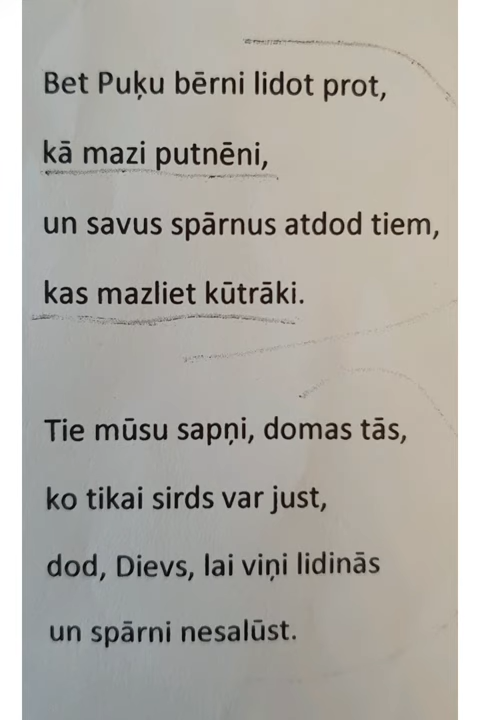 Bet Puķu bērni lidot prot,
kā mazi putnēni,
un savus spārnus atdod tiem,
kas mazliet kūtrāki.
Tie mūsu sapņi, domas tās,
ko tikai sirds var just,
dod, Dievs, lai viņi lidinās
un spārni nesalūst.